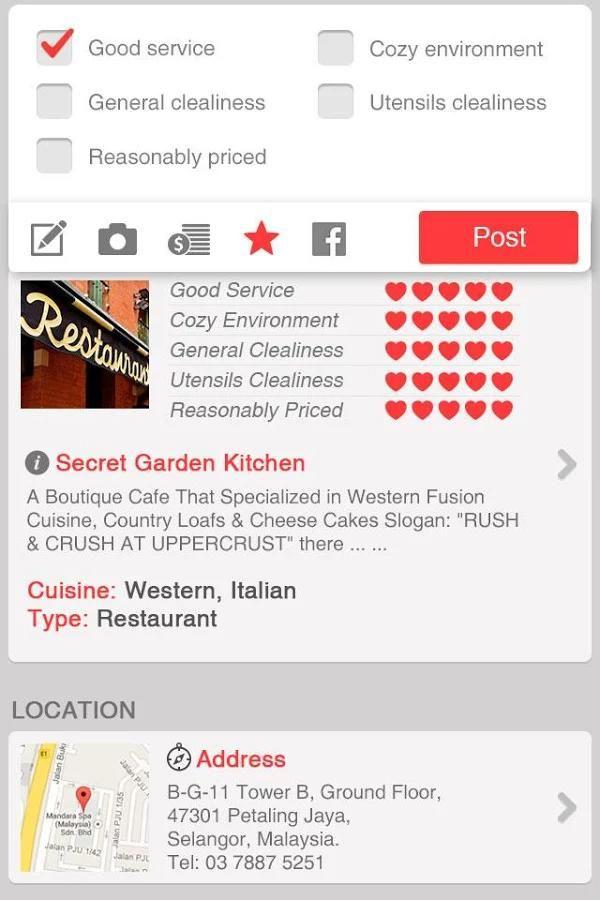 Good service
Cozy environment
General clealiness
Utensils clealiness
Reasonably priced
Post
Restaurant
Good Service
Cozy Environment
General Clealiness
Utensils Clealiness
Reasonably Priced
Secret Garden Kitchen
A Boutique Cafe That Specialized in Western Fusion
Cuisine, Country Loafs & Cheese Cakes Slogan: "RUSH
& CRUSH AT UPPERCRUST" there ... ...
Cuisine: Western, Italian
Type: Restaurant
LOCATION
E1
Jalan Buki
Jalan PJU
Mandara Spa
(Malaysia)
Sdn. Bhd
Jalan PJU 1/35
Jalan PJU 1/42
Jalan PJU
Address
B-G-11 Tower B, Ground Floor,
47301 Petaling Jaya,
Selangor, Malaysia.
Tel: 03 7887 5251